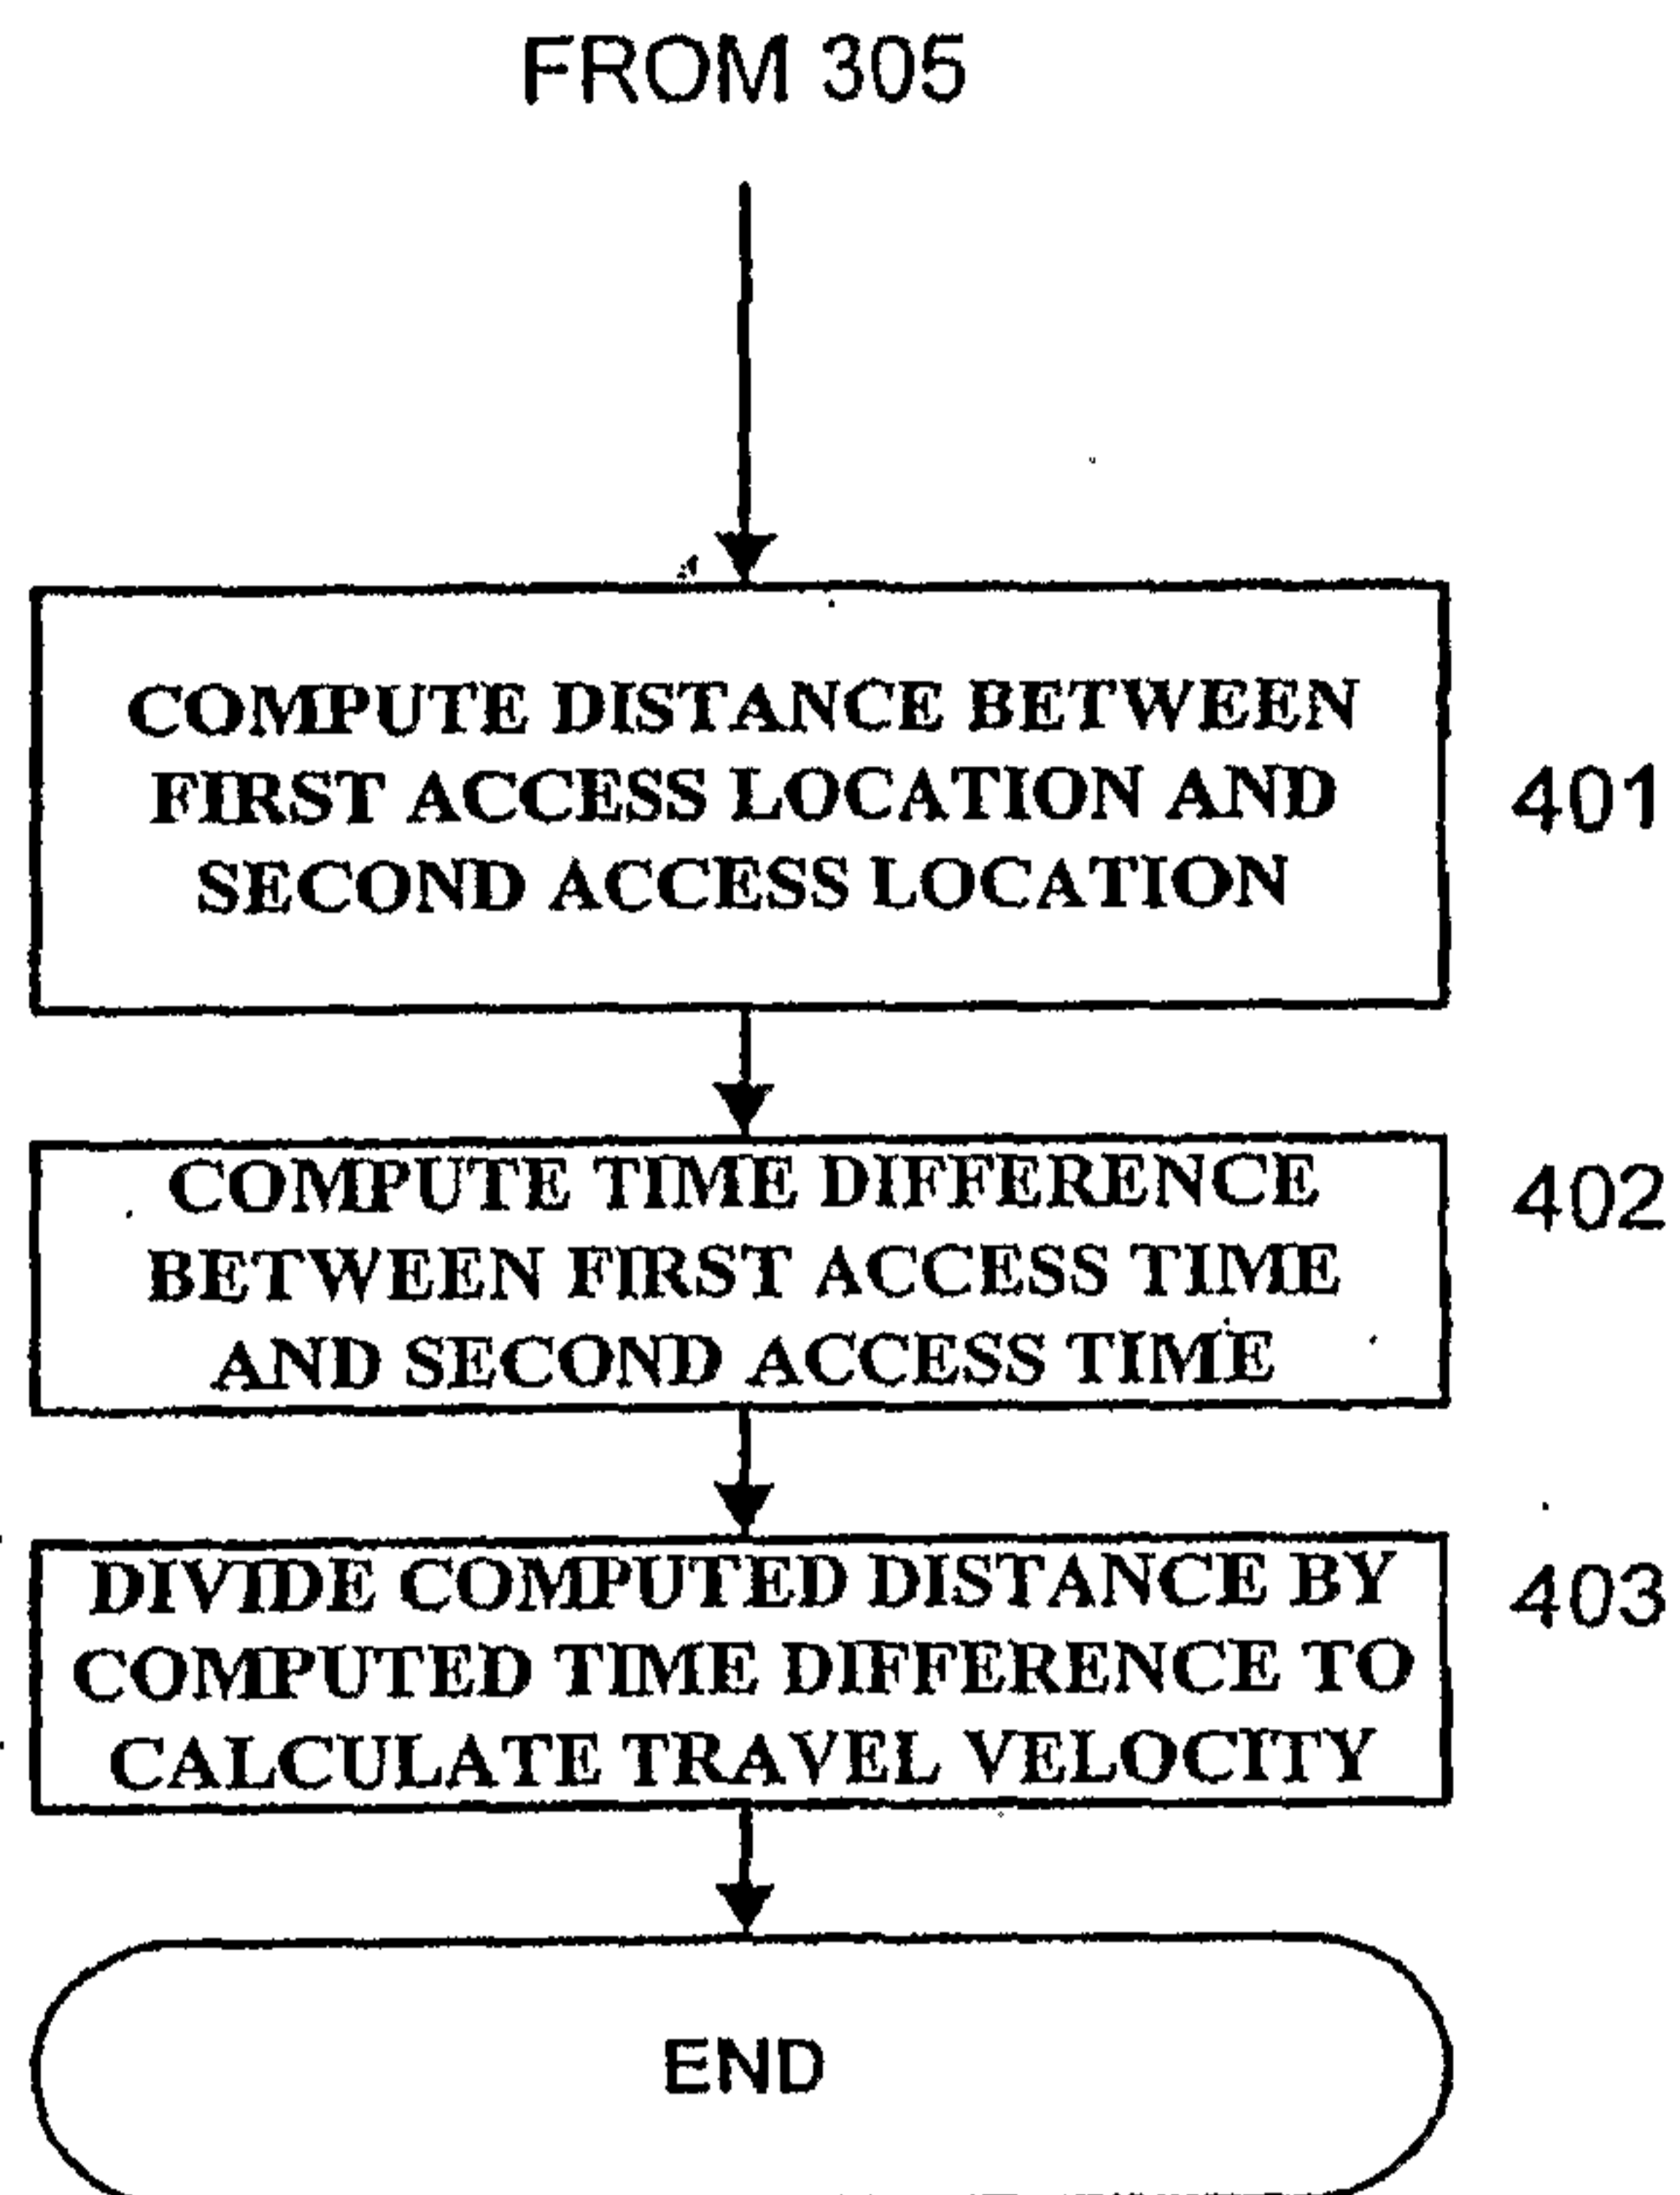 FROM 305
COMPUTE DISTANCE BETWEEN
FIRST ACCESS LOCATION AND
SECOND ACCESS LOCATION
401
COMPUTE TIME DIFFERENCE
BETWEEN FIRST ACCESS TIME
AND SECOND ACCESS TIME
402
DIVIDE COMPUTED DISTANCE BY
COMPUTED TIME DIFFERENCE TO
CALCULATE TRAVEL VELOCITY
403
END